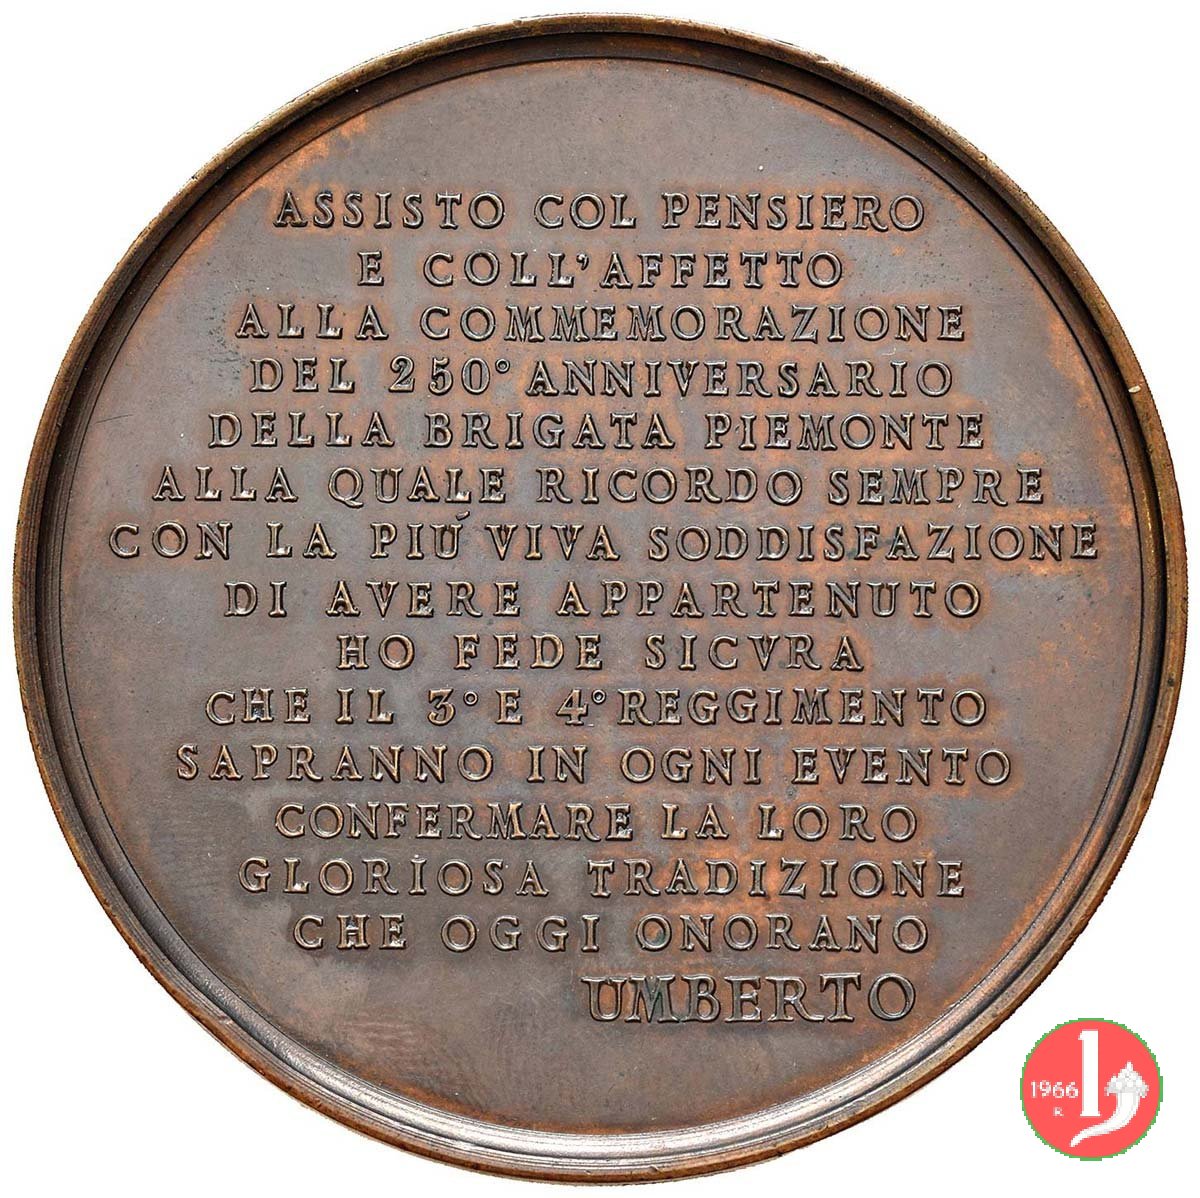 ASSISTO COL PENSIERO
E COLL'AFFETTO
ALLA COMMEMORAZIONE
DEL 250° ANNIVERSARIO
DELLA BRIGATA PIEMONTE
ALLA QUALE RICORDO SEMPRE
CON LA PIÚ VIVA SODDISFAZIONE
DI AVERE APPARTENUTO
HO FEDE SICVRA
CHE IL 3° E 4° REGGIMENTO
SAPRANNO IN OGNI EVENTO
CONFERMARE LA LORO
GLORIOSA TRADIZIONE
CHE OGGI ONORANO
UMBERTO
1966
R